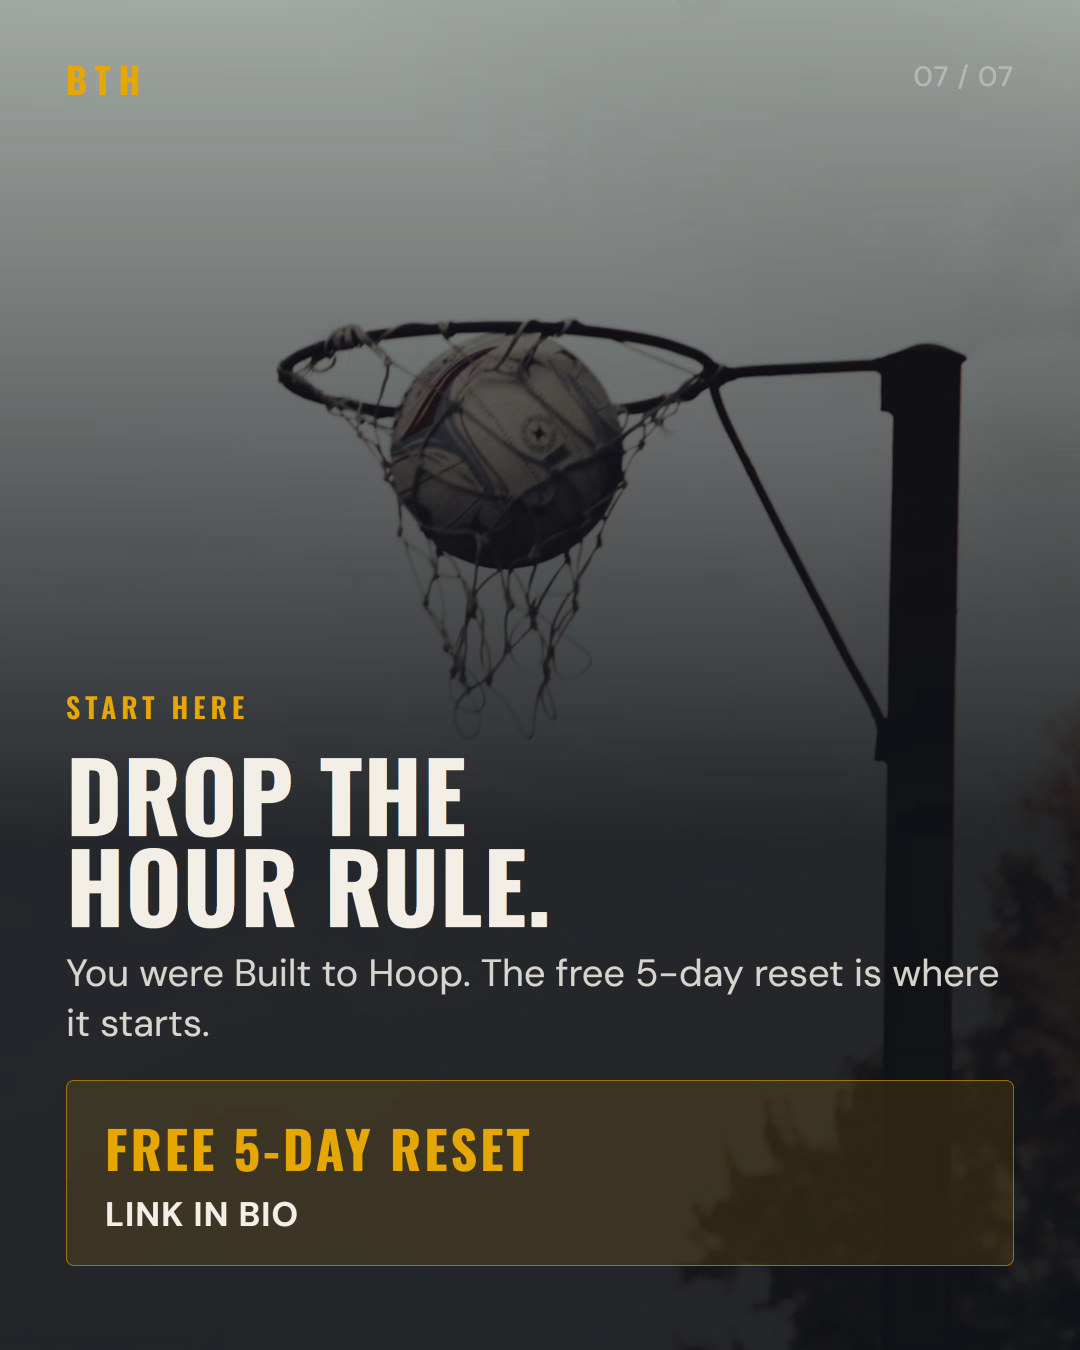 BTH
07 / 07
START HERE
DROP THE
HOUR RULE.
You were Built to Hoop. The free 5-day reset is where
it starts.
FREE 5-DAY RESET
LINK IN BIO